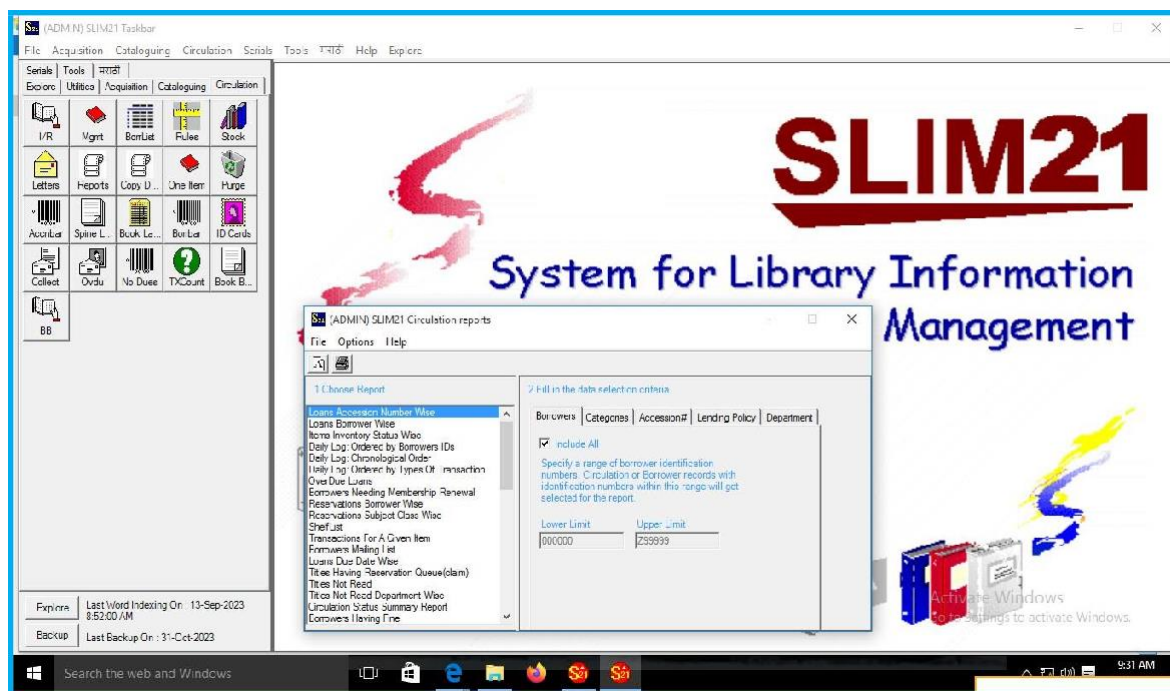 (ADMIN) SLIM21 Taskbar
File Acquisition Cataloguing Circulation Serials Tools मराठी Help Explore
Serials Tools मराठी
Explore Utilities Acquisition Cataloguing Circulation
I/R Mgmt BorrList Rules Stock
Letters Reports Copy D... One Item Purge
AccnBar Spine L... Book La... BorrBar ID Cards
Collect Ovdu No Dues TXCount Book B...
BB
SLIM21
System for Library Information
Management
(ADMIN) SLIM21 Circulation reports
File Options Help
1 Choose Report
2 Fill in the data selection criteria
Loans Accession Number Wise
Loans Borrower Wise
Items Inventory Status Wise
Daily Log: Ordered by Borrowers IDs
Daily Log: Chronological Order
Daily Log: Ordered by Types Of Transaction
OverDue Loans
Borrowers Needing Membership Renewal
Reservations Borrower Wise
Reservations Subject Class Wise
Shelf List
Transactions For A Given Item
Borrowers Mailing List
Loans Due Date Wise
Titles Having Reservation Queue(claim)
Titles Not Read
Titles Not Read Department Wise
Circulation Status Summary Report
Borrowers Having Fine
Borrowers Categories Accession# Lending Policy Department
Include All
Specify a range of borrower identification
numbers. Circulation or Borrower records with
identification numbers within this range will get
selected for the report.
Lower Limit Upper Limit
000000 Z99999
Activate Windows
Go to Settings to activate Windows.
Explore Last Word Indexing On : 13-Sep-2023
8:52:00 AM
Backup Last Backup On : 31-Oct-2023
Search the web and Windows
9:31 AM